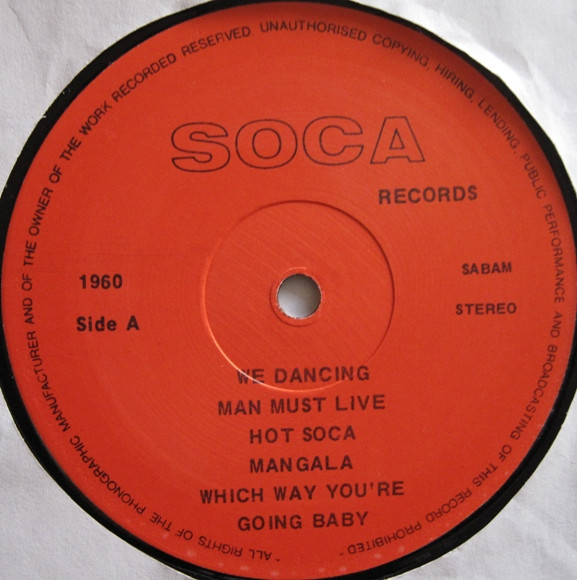 "ALL RIGHTS OF THE PHONOGRAPHIC MANUFACTURER AND OF THE OWNER OF THE WORK RECORDED RESERVED. UNAUTHORISED COPYING, HIRING, LENDING, PUBLIC PERFORMANCE AND BROADCASTING OF THIS RECORD PROHIBITED"
SOCA
RECORDS
1960
SABAM
Side A
STEREO
WE DANCING
MAN MUST LIVE
HOT SOCA
MANGALA
WHICH WAY YOU'RE
GOING BABY